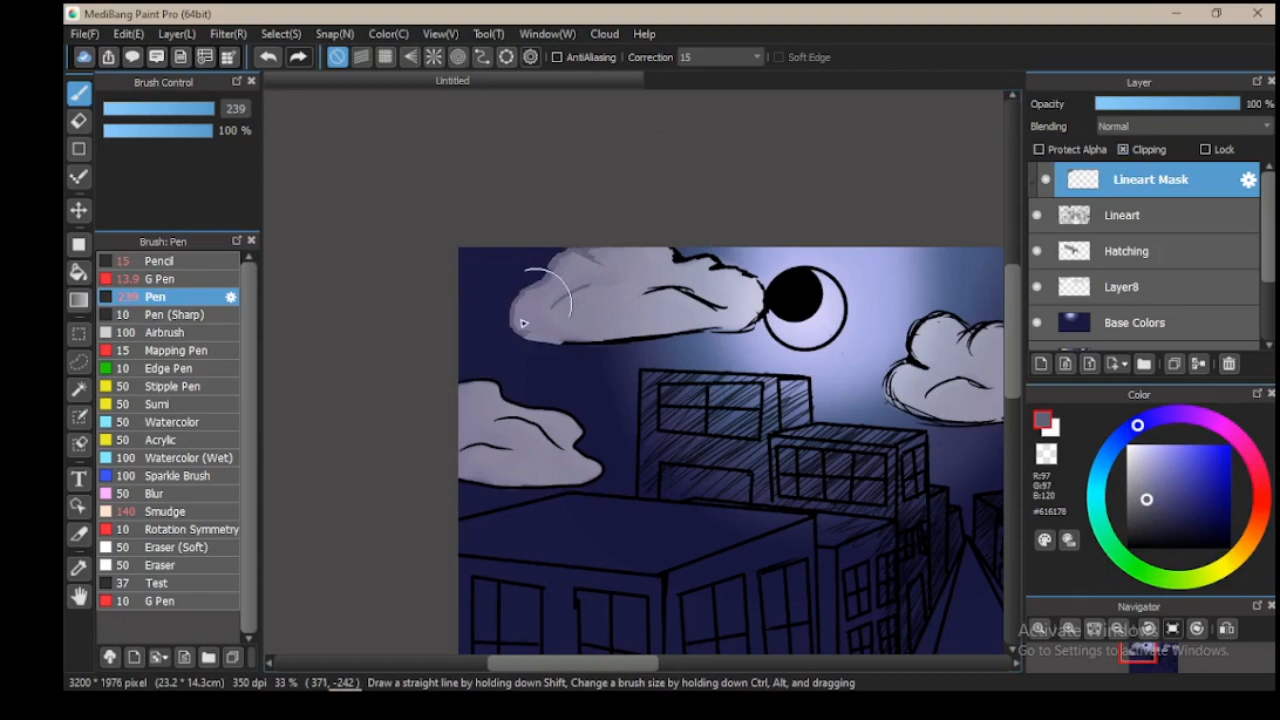 MediBang Paint Pro (64bit)
File(F) Edit(E) Layer(L) Filter(R) Select(S) Snap(N) Color(C) View(V) Tool(T) Window(W) Cloud Help
AntiAliasing Correction 15 Soft Edge
Brush Control
Untitled
239
100 %
Brush: Pen
15 Pencil
13.9 G Pen
239 Pen
10 Pen (Sharp)
100 Airbrush
15 Mapping Pen
10 Edge Pen
50 Stipple Pen
50 Sumi
50 Watercolor
50 Acrylic
100 Watercolor (Wet)
100 Sparkle Brush
50 Blur
140 Smudge
10 Rotation Symmetry
50 Eraser (Soft)
50 Eraser
37 Test
10 G Pen
Layer
Opacity 100 %
Blending Normal
Protect Alpha Clipping Lock
Lineart Mask
Lineart
Hatching
Layer8
Base Colors
Color
R:97
G:97
B:120
#616178
Navigator
Activate Windows
Go to Settings to activate Windows.
3200 * 1976 pixel (23.2 * 14.3cm) 350 dpi 33 % (371, -242) Draw a straight line by holding down Shift, Change a brush size by holding down Ctrl, Alt, and dragging